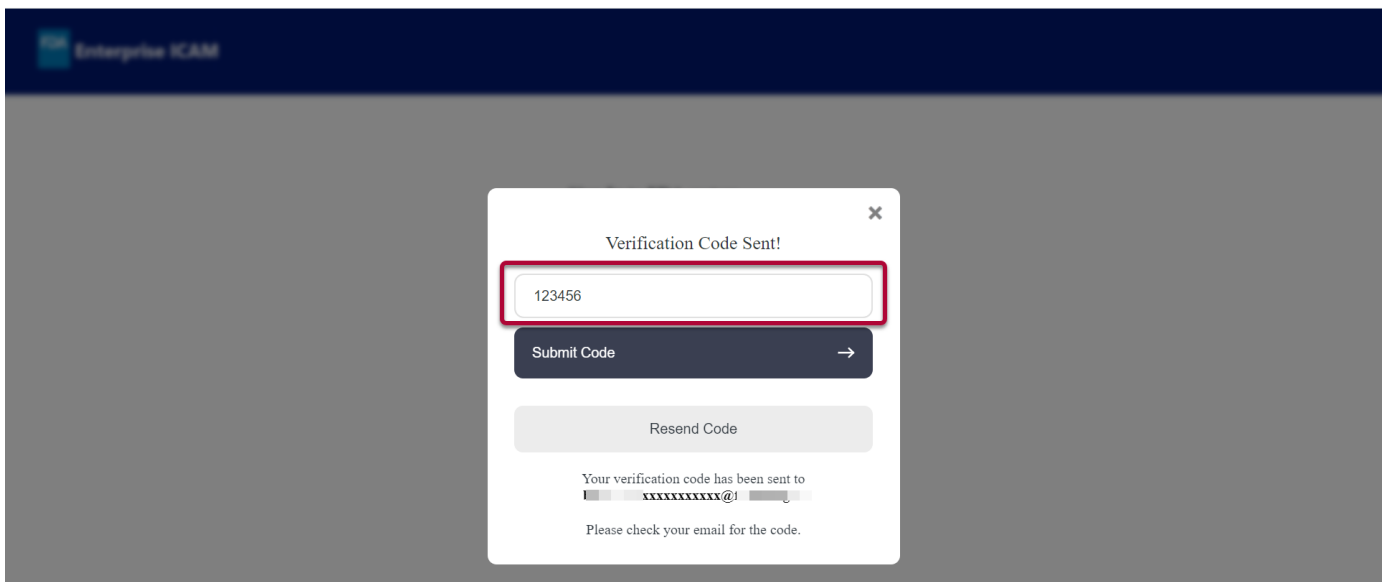 FDA Enterprise ICAM
Verification Code Sent!
123456
Submit Code
Resend Code
Your verification code has been sent to
xxxxxxxxxxx@
Please check your email for the code.